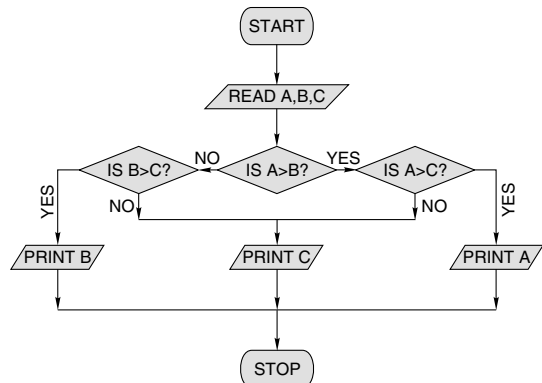 START
READ A,B,C
IS B>C?
NO
IS A>B?
YES
IS A>C?
YES
NO
NO
YES
PRINT B
PRINT C
PRINT A
STOP